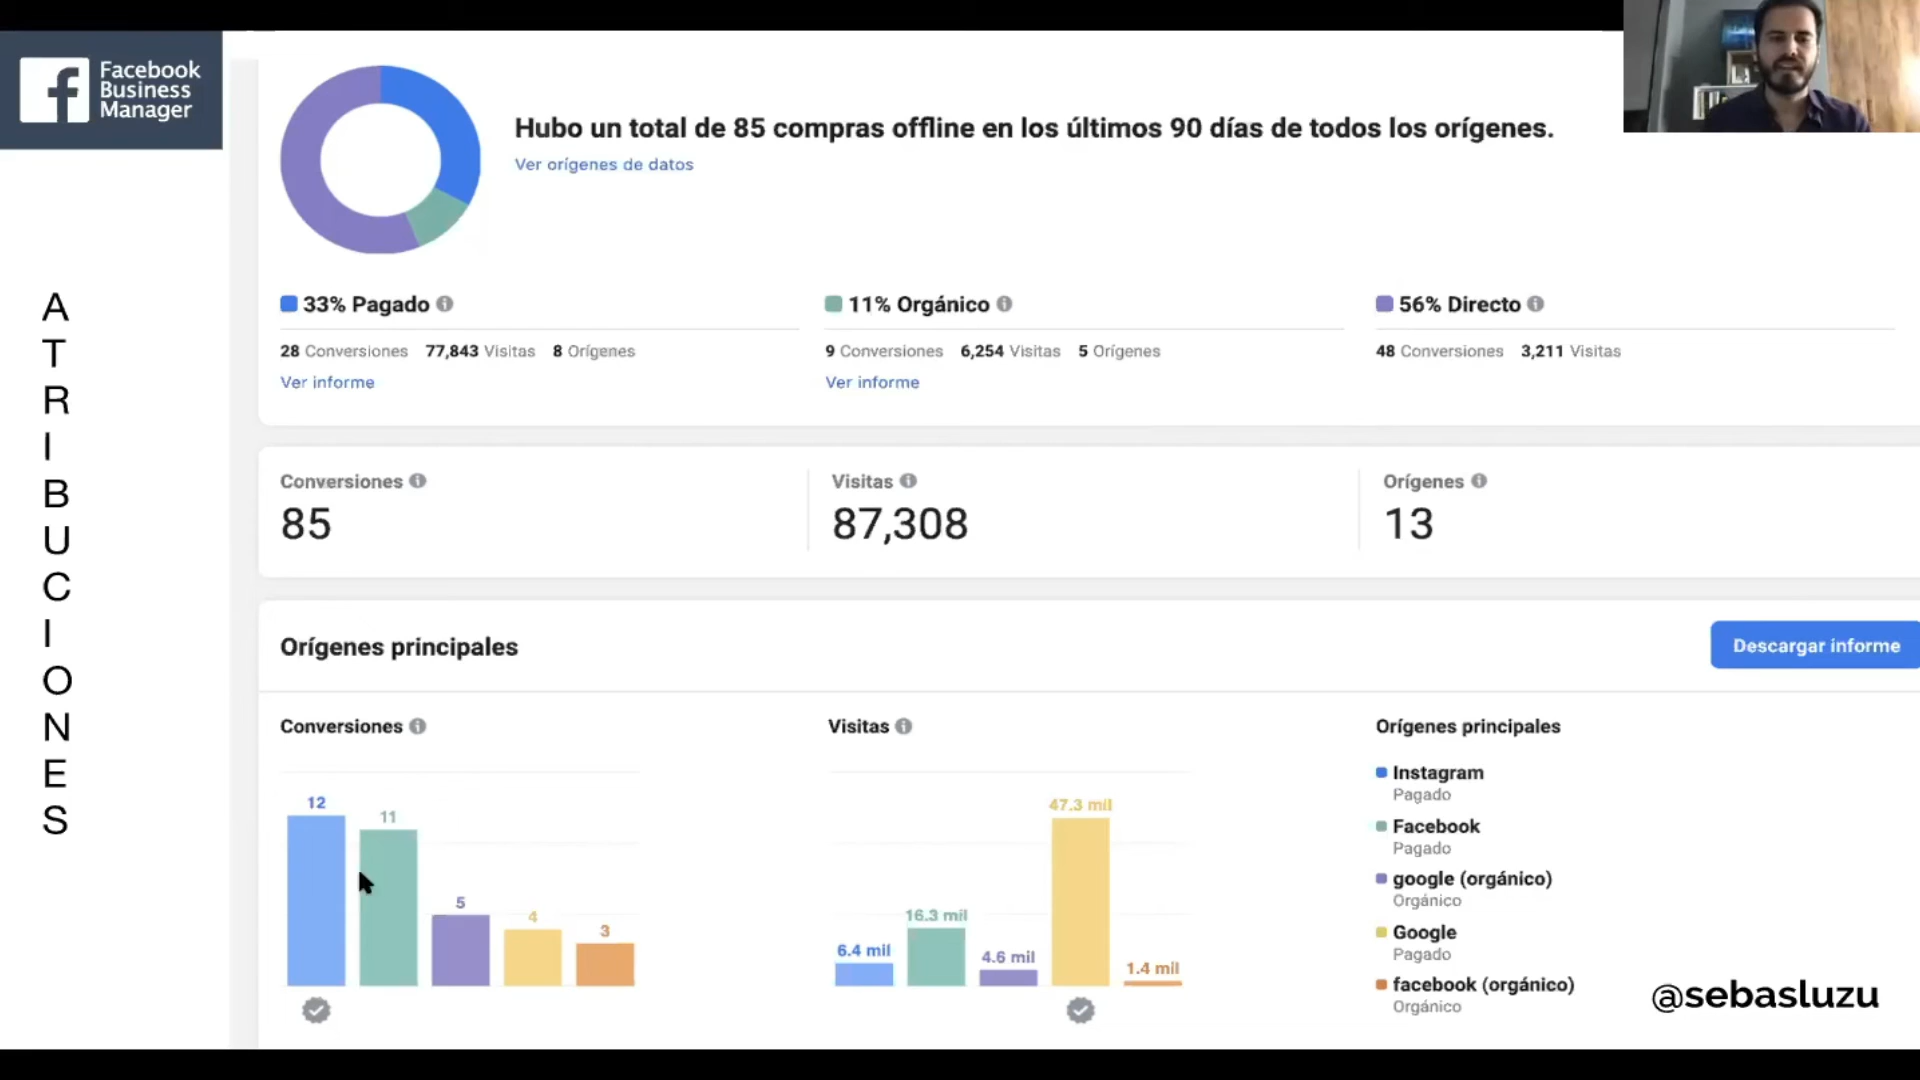 Facebook
Business
Manager
ATRIBUCIONES
Hubo un total de 85 compras offline en los últimos 90 días de todos los orígenes.
Ver orígenes de datos
33% Pagado
28 Conversiones 77,843 Visitas 8 Orígenes
Ver informe
11% Orgánico
9 Conversiones 6,254 Visitas 5 Orígenes
Ver informe
56% Directo
48 Conversiones 3,211 Visitas
Conversiones
85
Visitas
87,308
Orígenes
13
Orígenes principales
Descargar informe
Conversiones
12
11
5
4
3
Visitas
6.4 mil
16.3 mil
4.6 mil
47.3 mil
1.4 mil
Orígenes principales
Instagram
Pagado
Facebook
Pagado
google (orgánico)
Orgánico
Google
Pagado
facebook (orgánico)
Orgánico
@sebasluzu